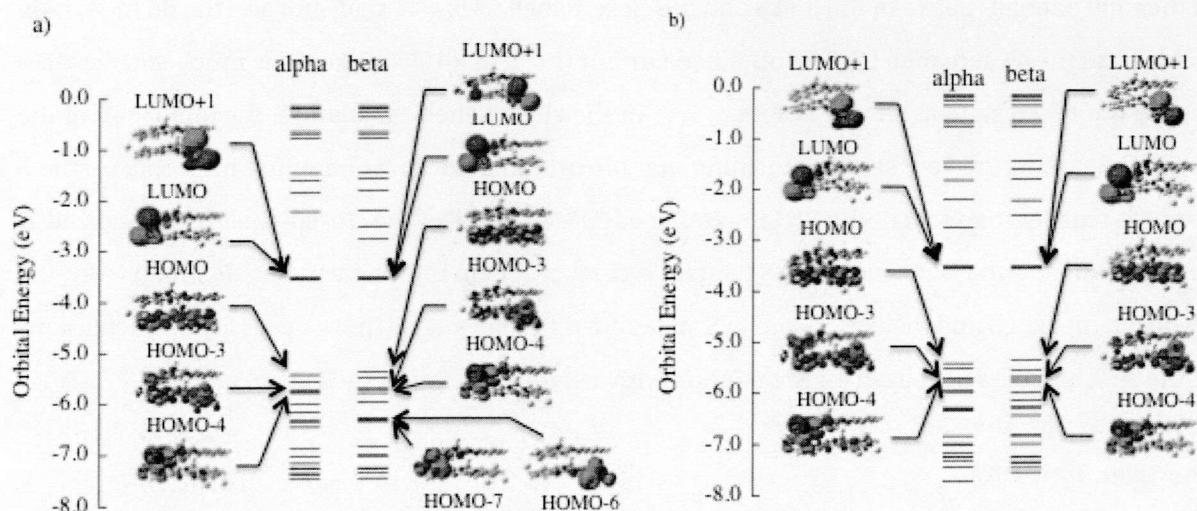 a)
LUMO+1
alpha
beta
0.0
-1.0
-2.0
-3.0
-4.0
-5.0
-6.0
-7.0
-8.0
Orbital Energy (eV)
LUMO+1
LUMO
HOMO
HOMO-3
HOMO-4
LUMO
HOMO
HOMO-3
HOMO-4
HOMO-7
HOMO-6
b)
LUMO+1
alpha
beta
LUMO+1
0.0
-1.0
-2.0
-3.0
-4.0
-5.0
-6.0
-7.0
-8.0
Orbital Energy (eV)
LUMO
HOMO
HOMO-3
HOMO-4
LUMO
HOMO
HOMO-3
HOMO-4